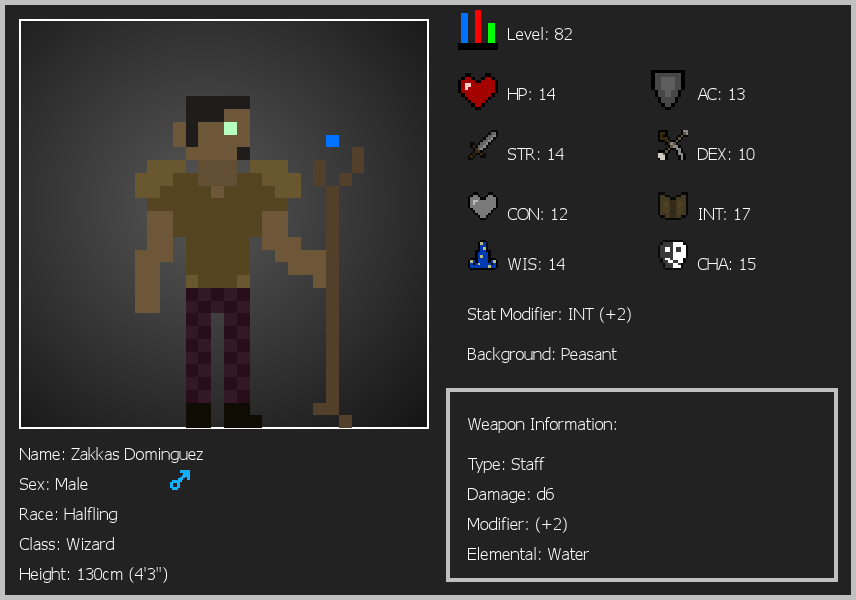 Level: 82
HP: 14
AC: 13
STR: 14
DEX: 10
CON: 12
INT: 17
WIS: 14
CHA: 15
Stat Modifier: INT (+2)
Background: Peasant
Weapon Information:
Type: Staff
Damage: d6
Modifier: (+2)
Elemental: Water
Name: Zakkas Dominguez
Sex: Male
Race: Halfling
Class: Wizard
Height: 130cm (4'3")